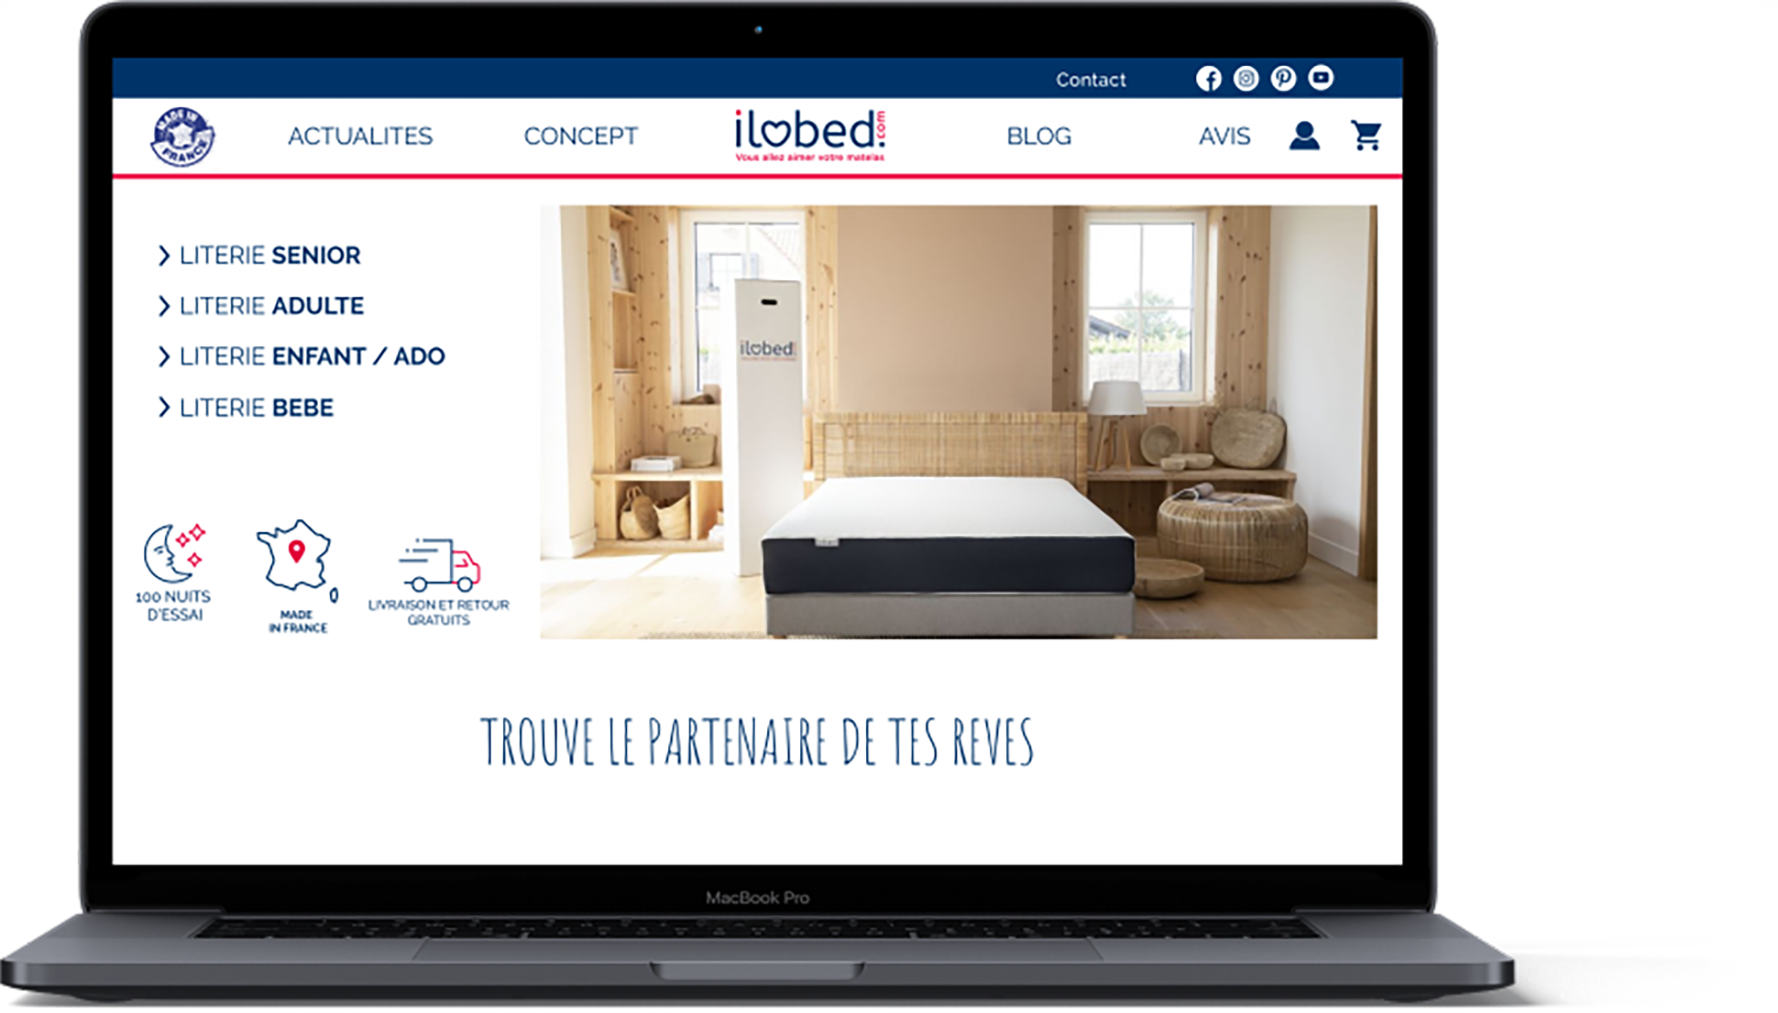 Contact
MADE IN FRANCE
ACTUALITES
CONCEPT
ilobed.com
Vous allez aimer votre matelas
BLOG
AVIS
LITERIE SENIOR
LITERIE ADULTE
LITERIE ENFANT / ADO
LITERIE BEBE
ilobed
100 NUITS
D'ESSAI
MADE
IN FRANCE
LIVRAISON ET RETOUR
GRATUITS
TROUVE LE PARTENAIRE DE TES REVES
MacBook Pro